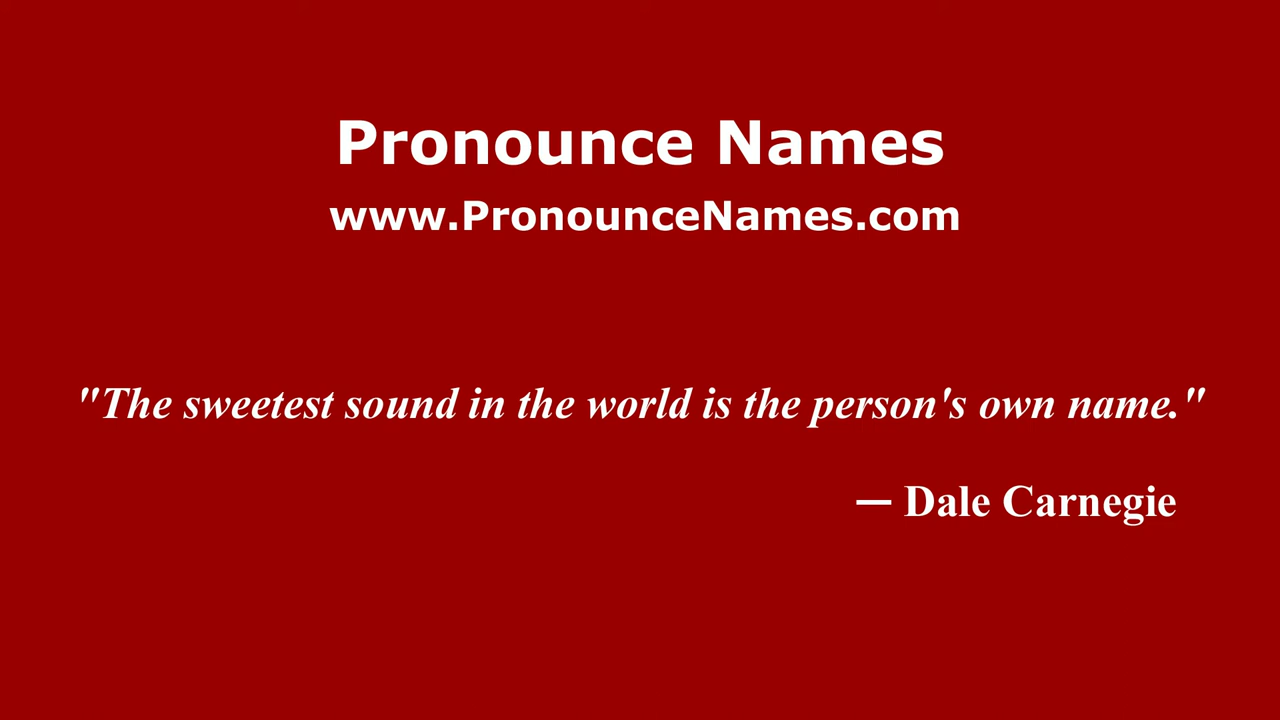 Pronounce Names
www.PronounceNames.com
"The sweetest sound in the world is the person's own name."
— Dale Carnegie